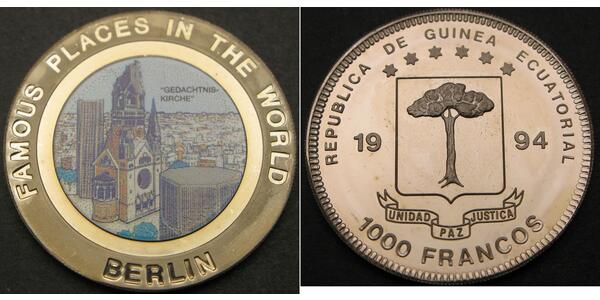 FAMOUS PLACES IN THE WORLD
"GEDACHTNIS-
KIRCHE"
BERLIN
REPUBLICA DE GUINEA ECUATORIAL
19 94
UNIDAD PAZ JUSTICIA
1000 FRANCOS